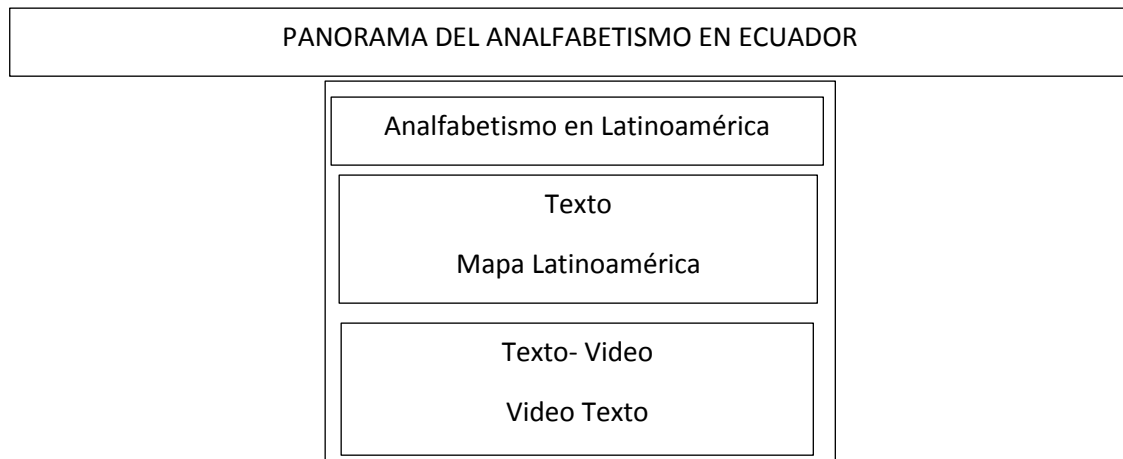 PANORAMA DEL ANALFABETISMO EN ECUADOR
Analfabetismo en Latinoamérica
Texto
Mapa Latinoamérica
Texto- Video
Video Texto